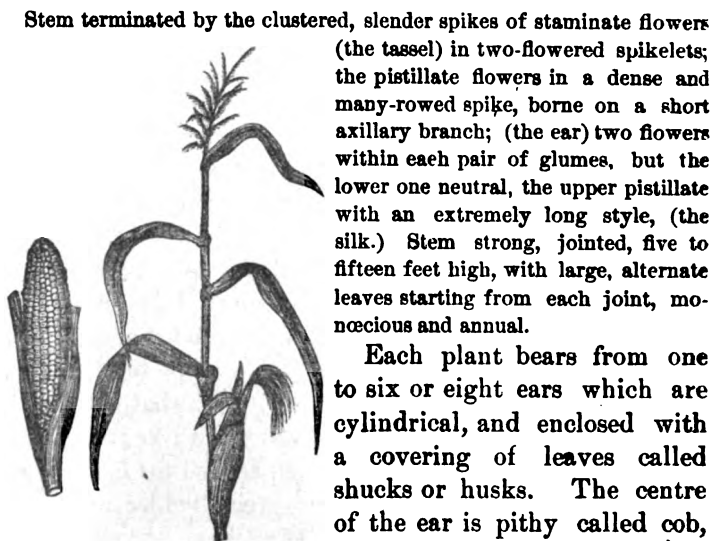 Stem terminated by the clustered, slender spikes of staminate flowers
(the tassel) in two-flowered spikelets;
the pistillate flowers in a dense and
many-rowed spike, borne on a short
axillary branch; (the ear) two flowers
within each pair of glumes, but the
lower one neutral, the upper pistillate
with an extremely long style, (the
silk.) Stem strong, jointed, five to
fifteen feet high, with large, alternate
leaves starting from each joint, mo-
nœcious and annual.
Each plant bears from one
to six or eight ears which are
cylindrical, and enclosed with
a covering of leaves called
shucks or husks. The centre
of the ear is pithy called cob,